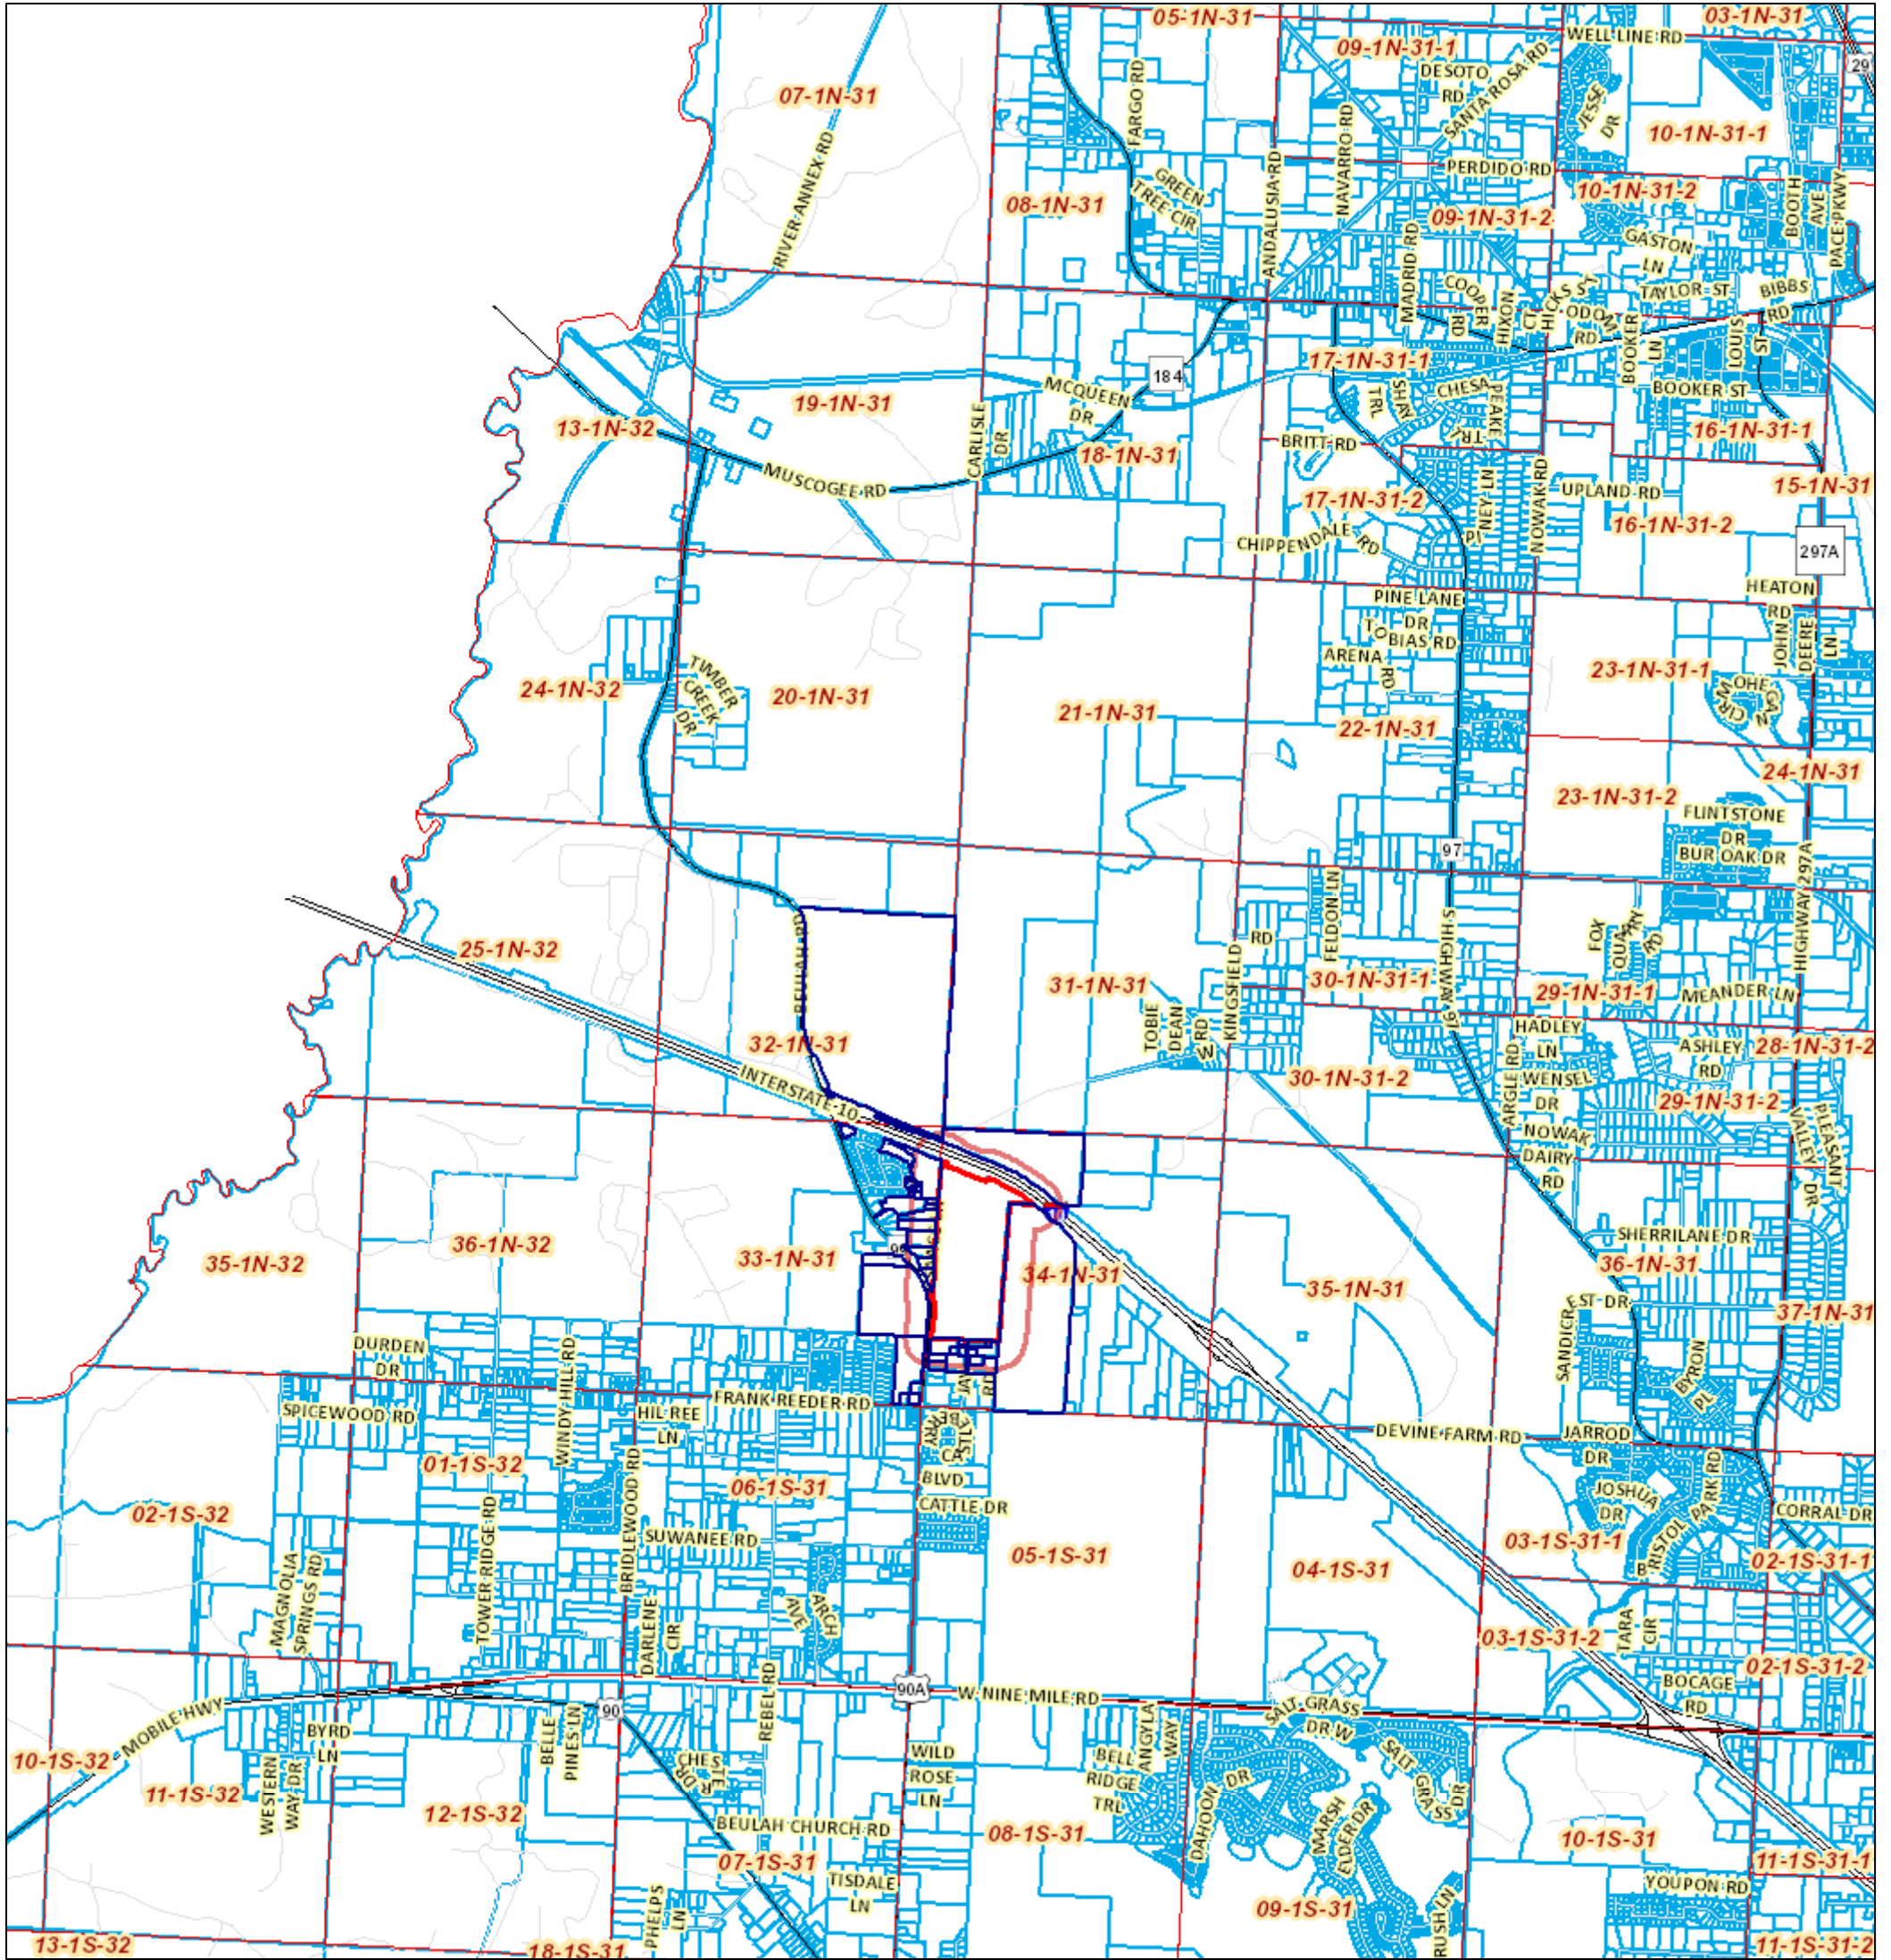 05-1N-31
03-1N-31
WELL LINE RD
09-1N-31-1
29
DESOTO
RD
SANTA ROSA RD
FARGO RD
07-1N-31
JESSE
DR
10-1N-31-1
NAVARRO RD
RIVER ANNEX RD
ANDALUSIA RD
PERDIDO RD
GREEN
TREE CIR
08-1N-31
10-1N-31-2
BOOTH
AVE
PACE PKWY
09-1N-31-2
MADRID RD
GASTON
LN
COOPER
RD
HIXON
CT
HICKS ST
TAYLOR ST
BIBBS
RD
ODOM
RD
BOOKER
LN
LOUIS
ST
17-1N-31-1
184
MCQUEEN
DR
SHAY
TRL
CHESA
PEAKE
TRL
BOOKER ST
19-1N-31
CARLISLE
DR
13-1N-32
16-1N-31-1
BRITT RD
18-1N-31
MUSCOGEE RD
NOWAK RD
UPLAND RD
15-1N-31
17-1N-31-2
16-1N-31-2
CHIPPENDALE RD
297A
HEATON
RD
PINE LANE
DR
JOHN
DEERE
LN
TOBIAS RD
ARENA
RD
TIMBER
CREEK
DR
24-1N-32
20-1N-31
23-1N-31-1
MOHEGAN
CIR
21-1N-31
22-1N-31
24-1N-31
23-1N-31-2
FLINTSTONE
DR
97
BUR OAK DR
HIGHWAY 297A
FELDON LN
BEULAH RD
S HIGHWAY 97
FOX
QUARRY
RD
25-1N-32
KINGSFIELD
RD
31-1N-31
30-1N-31-1
29-1N-31-1
MEANDER LN
TOBIE
DEAN
RD
W
HADLEY
LN
32-1N-31
ASHLEY
RD
28-1N-31-2
ARGLE RD
INTERSTATE 10
30-1N-31-2
WENSEL
DR
29-1N-31-2
NOWAK
DAIRY
RD
PLEASANT
VALLEY DR
SHERRILANE DR
36-1N-32
33-1N-31
35-1N-32
34-1N-31
36-1N-31
35-1N-31
SANDICREST DR
37-1N-31
DURDEN
DR
WINDY HILL RD
JAY
RD
BYRON
PL
FRANK REEDER RD
SPICEWOOD RD
HIL REE
LN
DEVINE FARM RD
JARROD
DR
CASTLEBERRY
BLVD
01-1S-32
06-1S-31
BRIDLEWOOD RD
JOSHUA
DR
BRISTOL PARK RD
CATTLE DR
02-1S-32
CORRAL DR
TOWER RIDGE RD
SUWANEE RD
03-1S-31-1
05-1S-31
02-1S-31-1
MAGNOLIA
SPRINGS RD
04-1S-31
ARCH
AVE
DARLENE
CIR
TARA
CIR
03-1S-31-2
02-1S-31-2
REBEL RD
90A
W NINE MILE RD
BOCAGE
RD
MOBILE HWY
90
SALT GRASS
DR W
BYRD
LN
BELLE
PINES LN
ANGYLA
WAY
10-1S-32
WILD
ROSE
LN
BELL
RIDGE
TRL
SALT GRASS DR
CHESTER DR
11-1S-32
WESTERN
WAY DR
DAHOON DR
MARSH
ELDER DR
12-1S-32
BEULAH CHURCH RD
08-1S-31
10-1S-31
07-1S-31
11-1S-31-1
TISDALE
LN
YOUPON RD
PHELPS
LN
09-1S-31
RUSH LN
13-1S-32
18-1S-31
11-1S-31-2